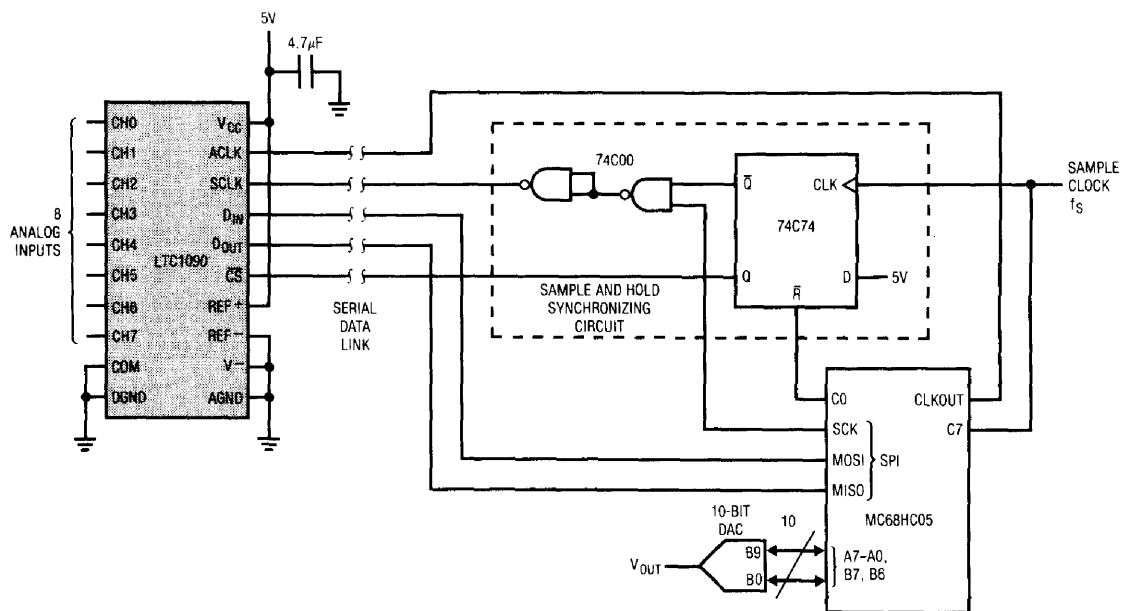 5V
4.7µF
CH0
CH1
CH2
CH3
CH4
CH5
CH6
CH7
COM
DGND
8
ANALOG
INPUTS
LTC1090
VCC
ACLK
SCLK
DIN
DOUT
C̅S̅
REF+
REF−
V−
AGND
SERIAL
DATA
LINK
74C00
Q̅
CLK
74C74
Q
D
R̅
5V
SAMPLE AND HOLD
SYNCHRONIZING
CIRCUIT
SAMPLE
CLOCK
fS
C0
CLKOUT
SCK
C7
MOSI
SPI
MISO
MC68HC05
10-BIT
DAC
10
VOUT
B9
B0
A7–A0,
B7, B6